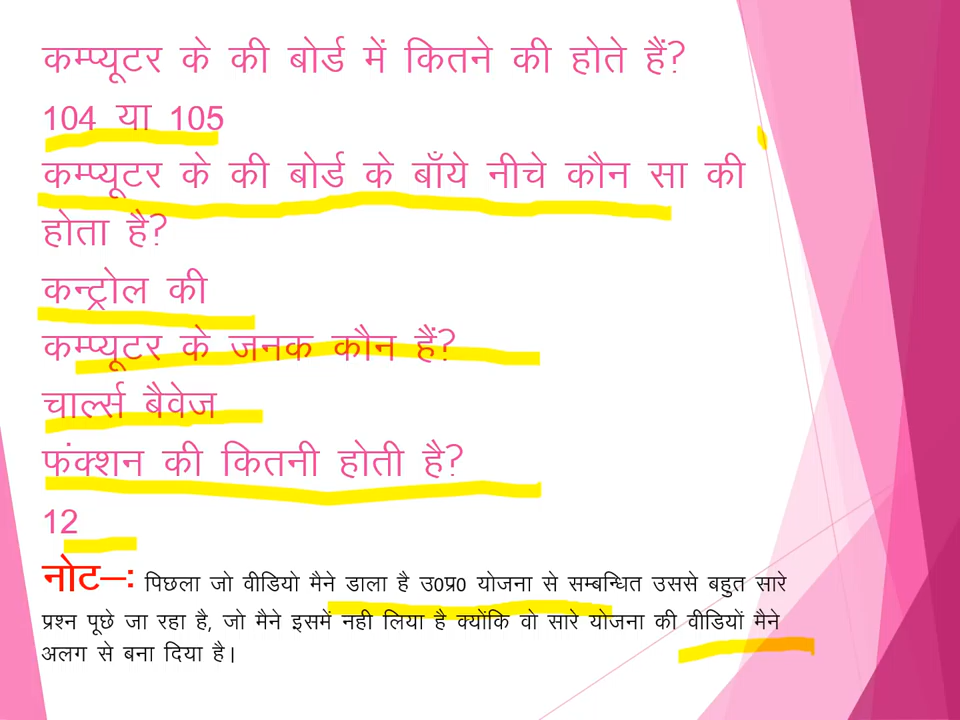 कम्प्यूटर के की बोर्ड में कितने की होते हैं?
104 या 105
कम्प्यूटर के की बोर्ड के बाँये नीचे कौन सा की
होता है?
कन्ट्रोल की
कम्प्यूटर के जनक कौन हैं?
चार्ल्स बैवेज
फंक्शन की कितनी होती है?
12
नोट–: पिछला जो वीडियो मैने डाला है उ0प्र0 योजना से सम्बन्धित उससे बहुत सारे
प्रश्न पूछे जा रहा है, जो मैने इसमें नही लिया है क्योंकि वो सारे योजना की वीडियों मैने
अलग से बना दिया है।